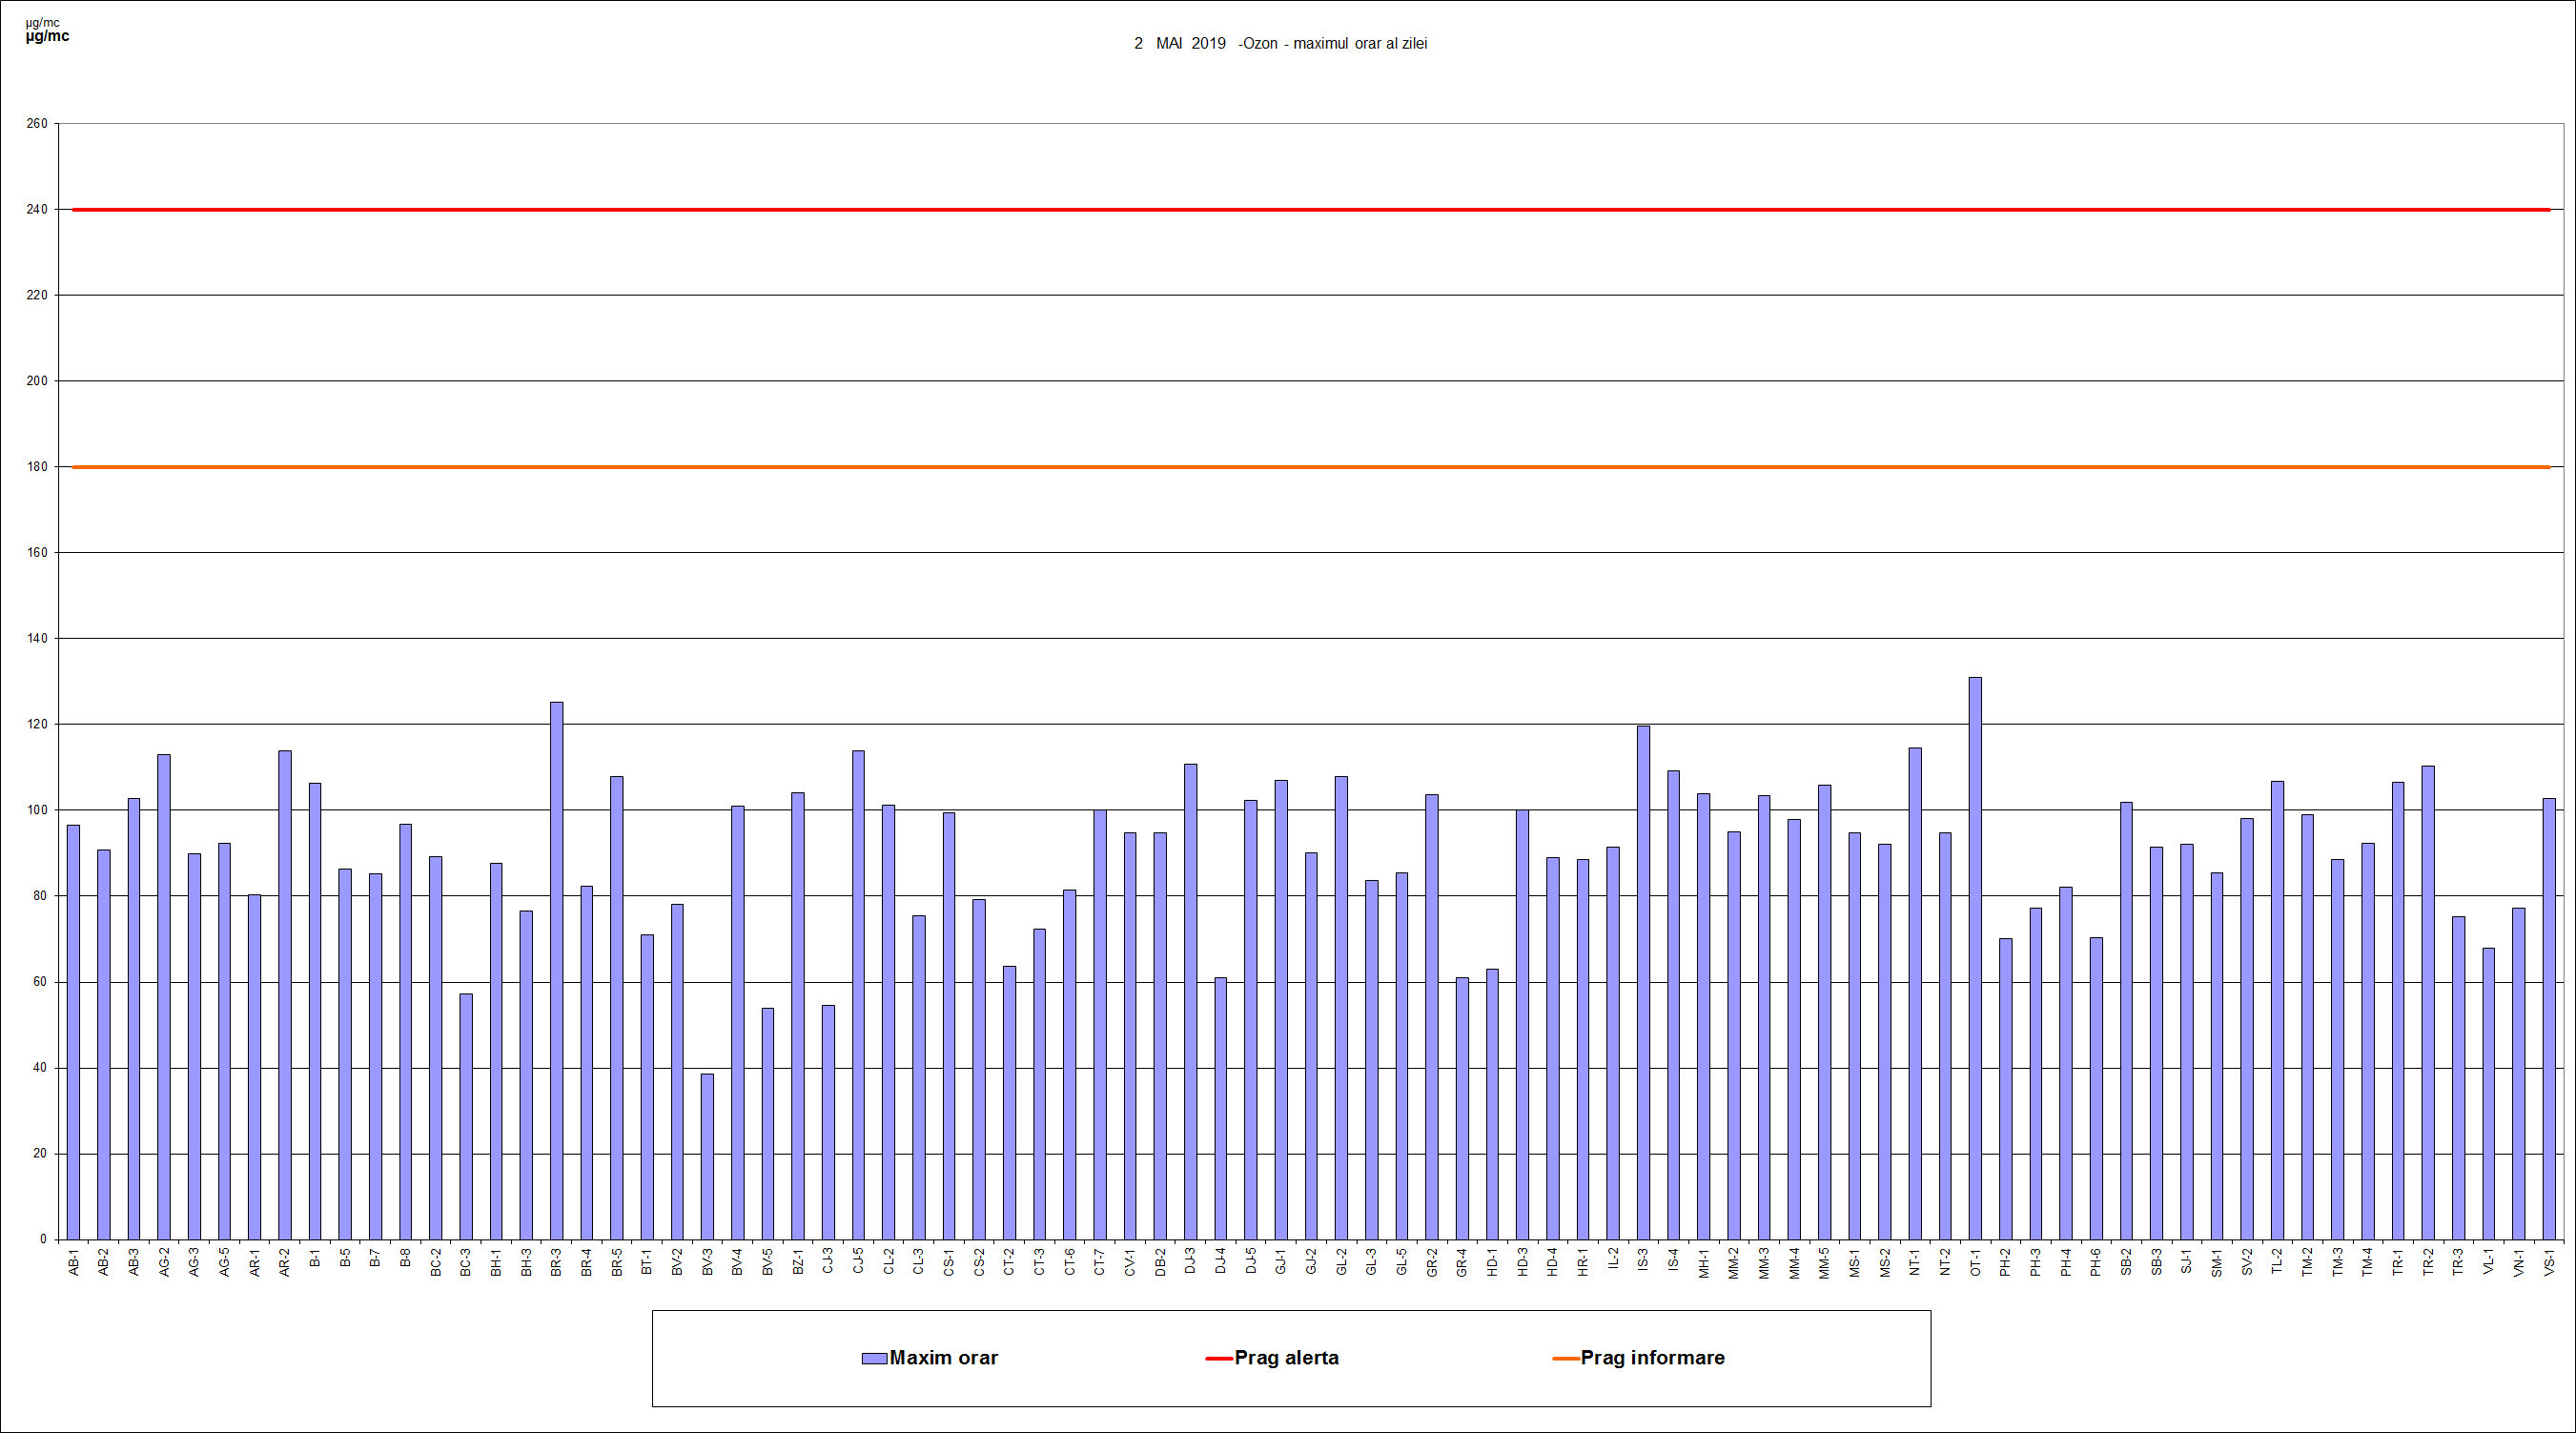 µg/mc
µg/mc
2 MAI 2019 -Ozon - maximul orar al zilei
260
240
220
200
180
160
140
120
100
80
60
40
20
0
AB-1 AB-2 AB-3 AG-2 AG-3 AG-5 AR-1 AR-2 B-1 B-5 B-7 B-8 BC-2 BC-3 BH-1 BH-3 BR-3 BR-4 BR-5 BT-1 BV-2 BV-3 BV-4 BV-5 BZ-1 CJ-3 CJ-5 CL-2 CL-3 CS-1 CS-2 CT-2 CT-3 CT-6 CT-7 CV-1 DB-2 DJ-3 DJ-4 DJ-5 GJ-1 GJ-2 GL-2 GL-3 GL-5 GR-2 GR-4 HD-1 HD-3 HD-4 HR-1 IL-2 IS-3 IS-4 MH-1 MM-2 MM-3 MM-4 MM-5 MS-1 MS-2 NT-1 NT-2 OT-1 PH-2 PH-3 PH-4 PH-6 SB-2 SB-3 SJ-1 SM-1 SV-2 TL-2 TM-2 TM-3 TM-4 TR-1 TR-2 TR-3 VL-1 VN-1 VS-1
Maxim orar Prag alerta Prag informare